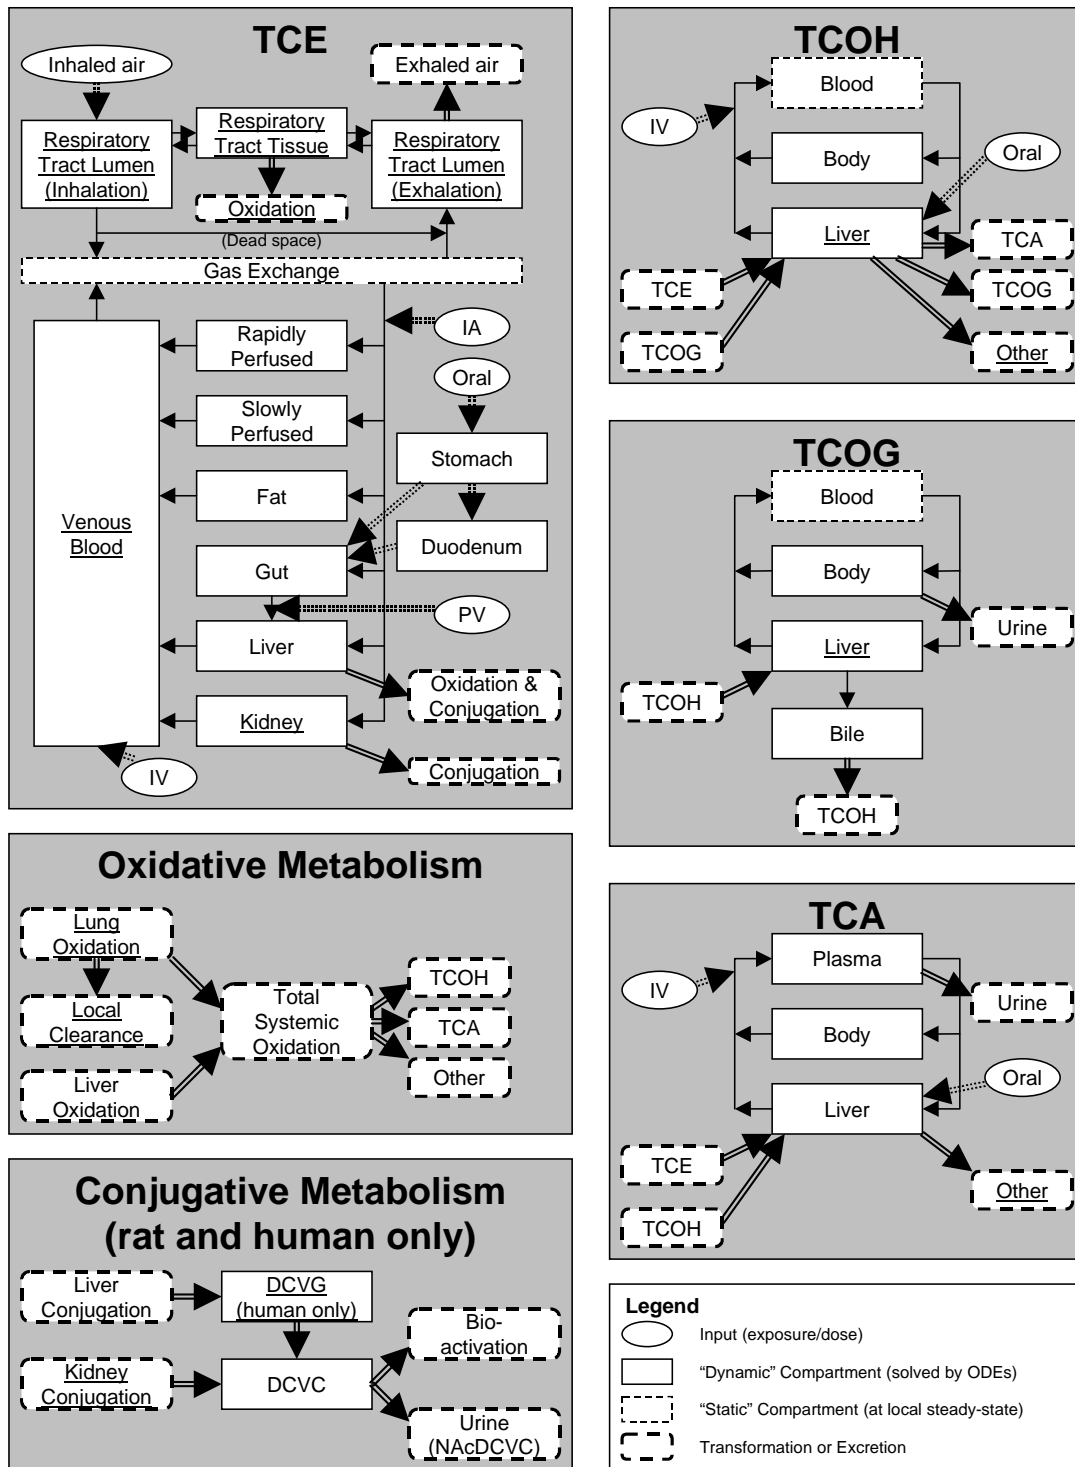 TCE
Inhaled air
Exhaled air
Respiratory
Tract Lumen
(Inhalation)
Respiratory
Tract Tissue
Respiratory
Tract Lumen
(Exhalation)
Oxidation
(Dead space)
Gas Exchange
Venous
Blood
Rapidly
Perfused
IA
Oral
Slowly
Perfused
Stomach
Fat
Duodenum
Gut
PV
Liver
Oxidation &
Conjugation
Kidney
Conjugation
IV
Oxidative Metabolism
Lung
Oxidation
Local
Clearance
Liver
Oxidation
Total
Systemic
Oxidation
TCOH
TCA
Other
Conjugative Metabolism
(rat and human only)
Liver
Conjugation
DCVG
(human only)
Kidney
Conjugation
DCVC
Bio-
activation
Urine
(NAcDCVC)
TCOH
Blood
IV
Body
Oral
Liver
TCA
TCE
TCOG
TCOG
Other
TCOG
Blood
Body
Urine
Liver
TCOH
Bile
TCOH
TCA
Plasma
IV
Urine
Body
Oral
Liver
TCE
Other
TCOH
Legend
Input (exposure/dose)
“Dynamic” Compartment (solved by ODEs)
“Static” Compartment (at local steady-state)
Transformation or Excretion